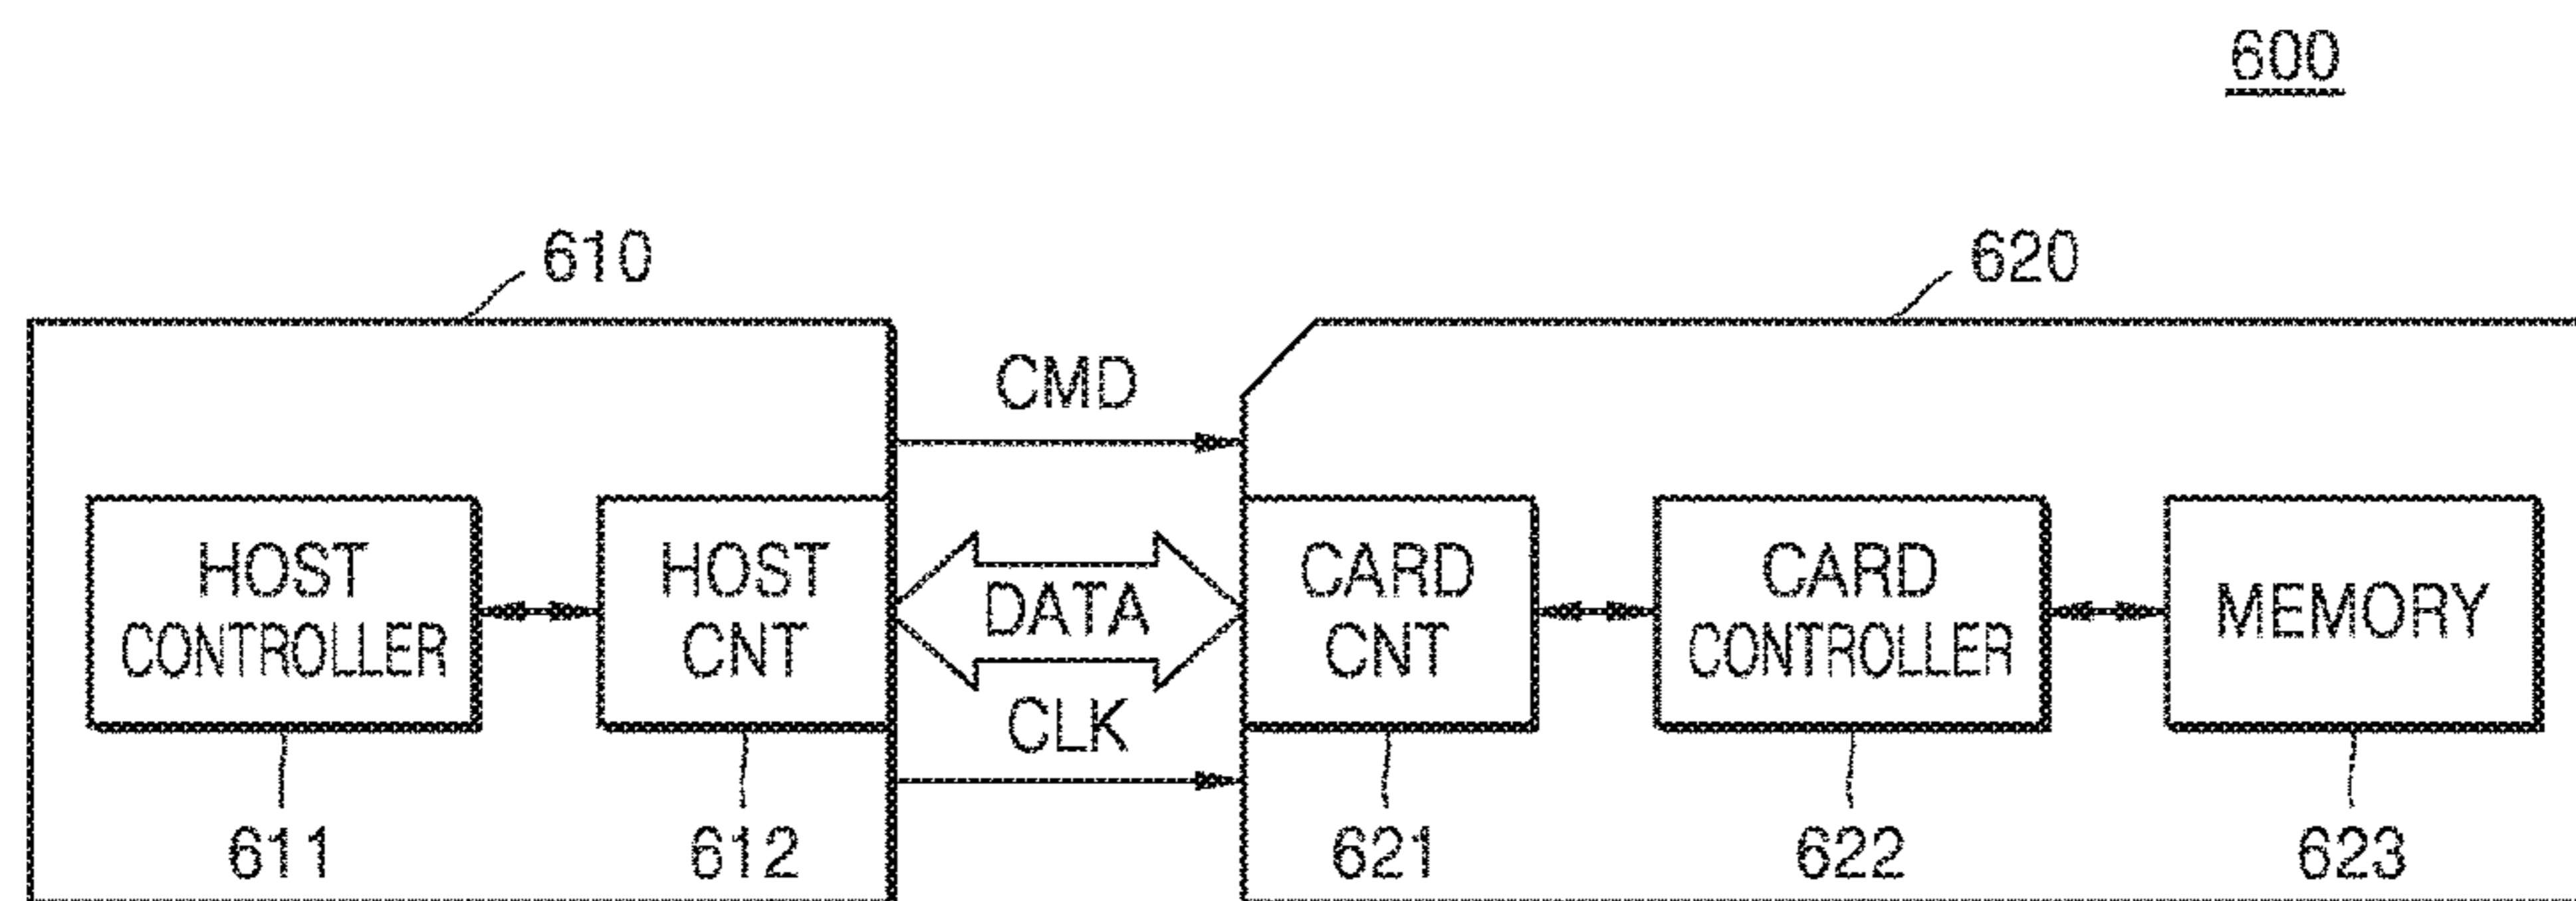 600
610
620
CMD
HOST
CONTROLLER
HOST
CNT
DATA
CARD
CNT
CARD
CONTROLLER
MEMORY
CLK
611
612
621
622
623